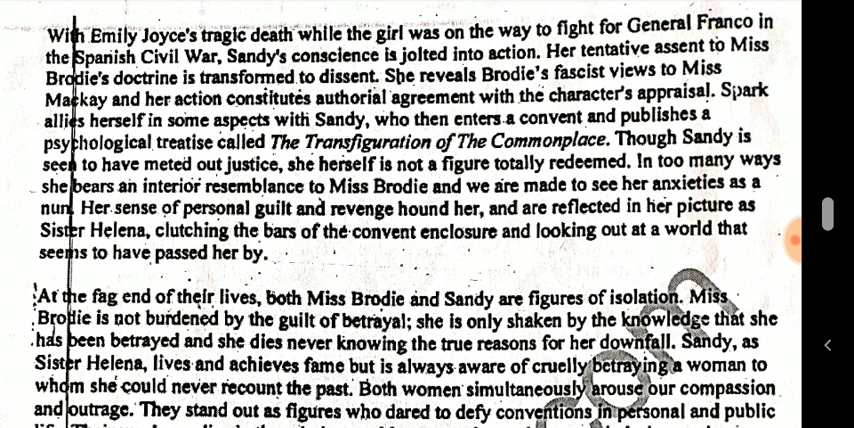 With Emily Joyce's tragic death while the girl was on the way to fight for General Franco in
the Spanish Civil War, Sandy's conscience is jolted into action. Her tentative assent to Miss
Brodie's doctrine is transformed to dissent. She reveals Brodie's fascist views to Miss
Mackay and her action constitutes authorial agreement with the character's appraisal. Spark
allies herself in some aspects with Sandy, who then enters a convent and publishes a
psychological treatise called The Transfiguration of The Commonplace. Though Sandy is
seen to have meted out justice, she herself is not a figure totally redeemed. In too many ways
she bears an interior resemblance to Miss Brodie and we are made to see her anxieties as a
nun. Her sense of personal guilt and revenge hound her, and are reflected in her picture as
Sister Helena, clutching the bars of the convent enclosure and looking out at a world that
seems to have passed her by.
At the fag end of their lives, both Miss Brodie and Sandy are figures of isolation. Miss
Brodie is not burdened by the guilt of betrayal; she is only shaken by the knowledge that she
has been betrayed and she dies never knowing the true reasons for her downfall. Sandy, as
Sister Helena, lives and achieves fame but is always aware of cruelly betraying a woman to
whom she could never recount the past. Both women simultaneously arouse our compassion
and outrage. They stand out as figures who dared to defy conventions in personal and public